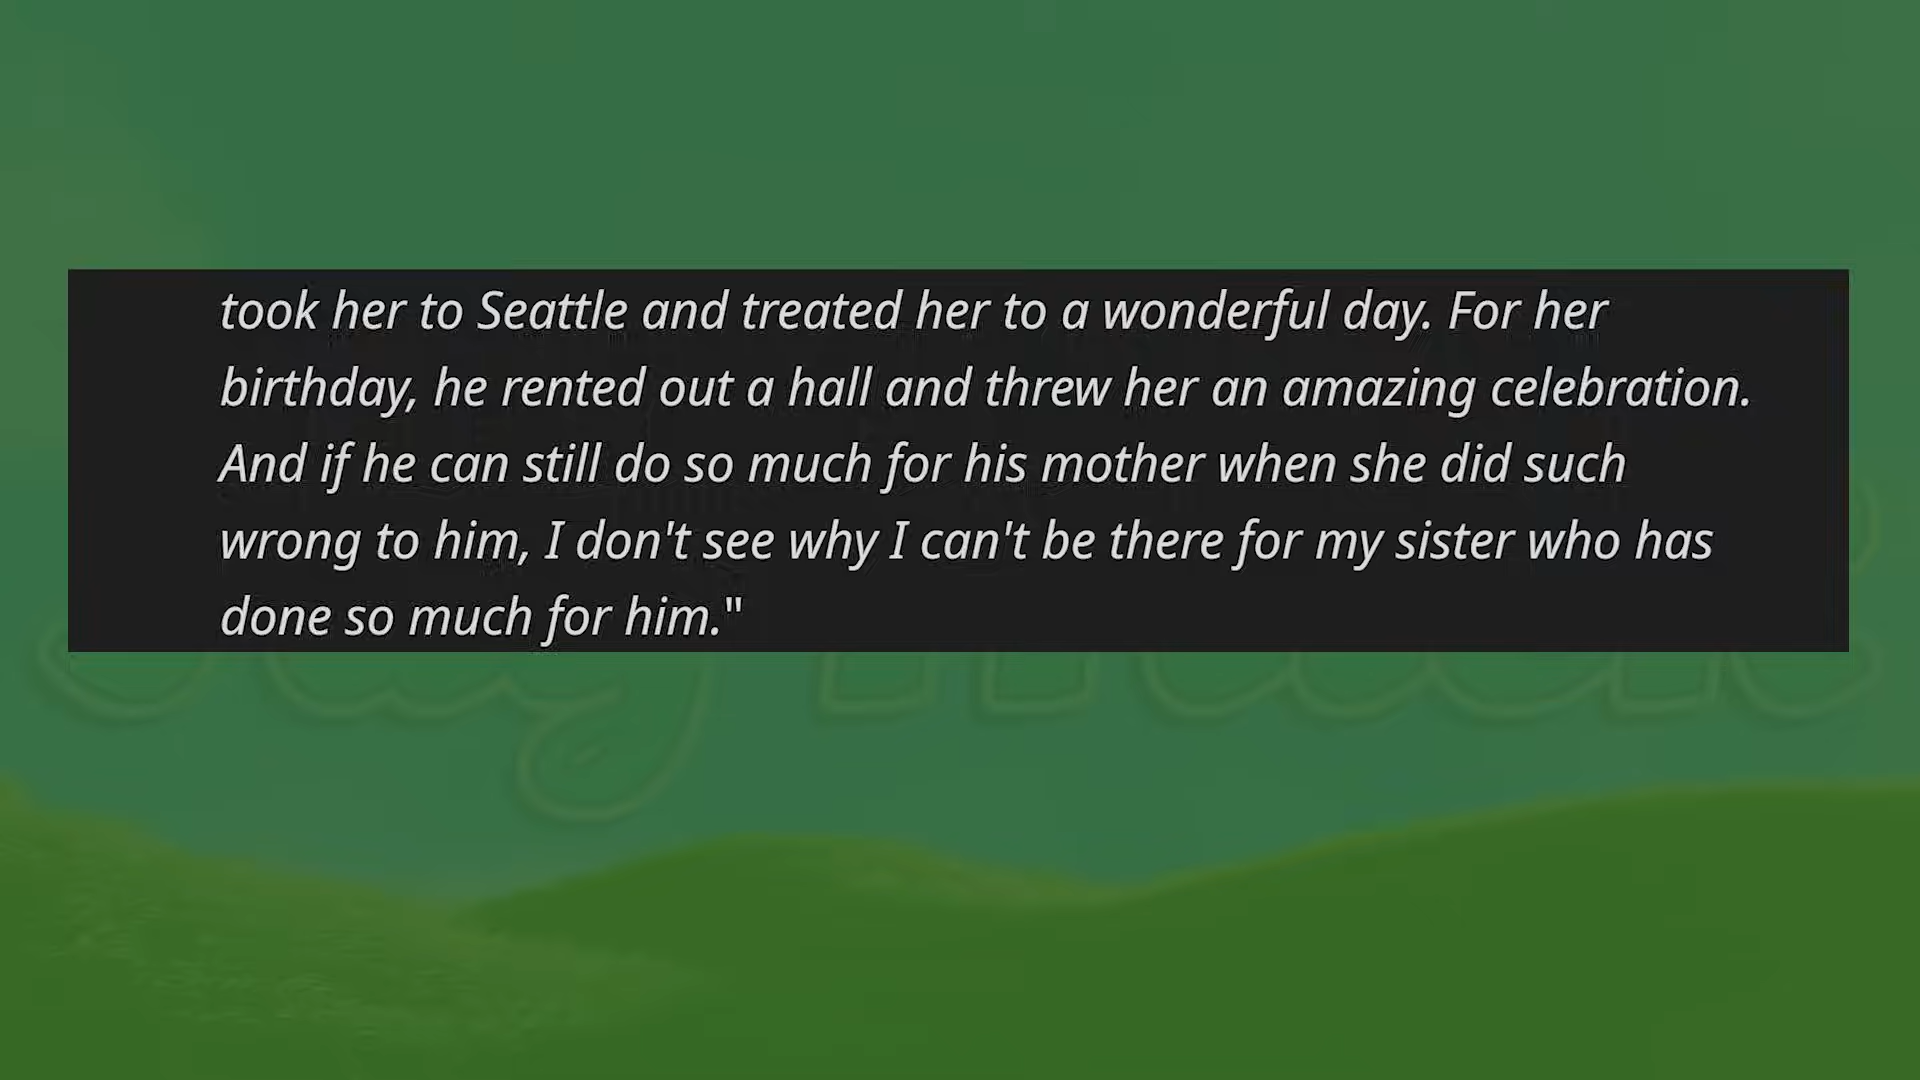 took her to Seattle and treated her to a wonderful day. For her
birthday, he rented out a hall and threw her an amazing celebration.
And if he can still do so much for his mother when she did such
wrong to him, I don't see why I can't be there for my sister who has
done so much for him."